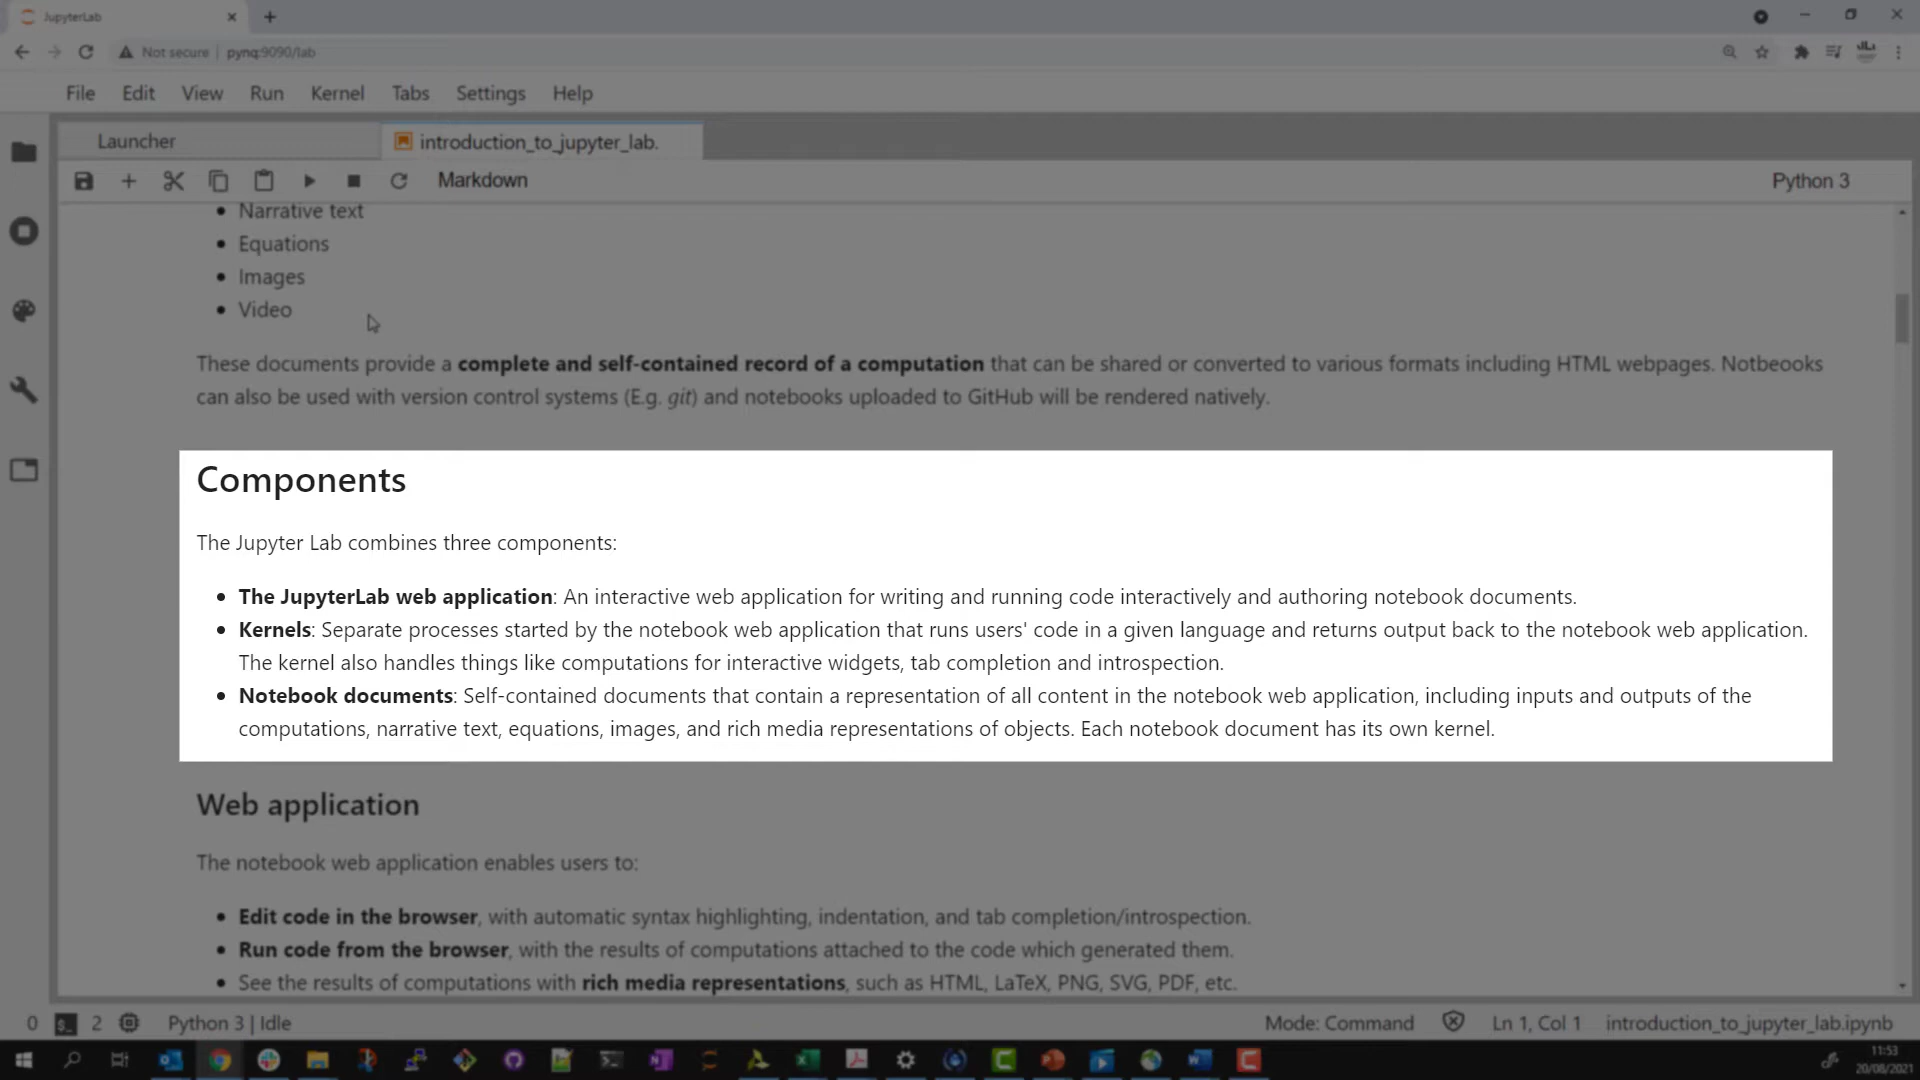 JupyterLab
Not secure | pynq:9090/lab
File Edit View Run Kernel Tabs Settings Help
Launcher
introduction_to_jupyter_lab.
Markdown
Python 3
• Narrative text
• Equations
• Images
• Video
These documents provide a complete and self-contained record of a computation that can be shared or converted to various formats including HTML webpages. Notbeooks
can also be used with version control systems (E.g. git) and notebooks uploaded to GitHub will be rendered natively.
Components
The Jupyter Lab combines three components:
• The JupyterLab web application: An interactive web application for writing and running code interactively and authoring notebook documents.
• Kernels: Separate processes started by the notebook web application that runs users' code in a given language and returns output back to the notebook web application.
The kernel also handles things like computations for interactive widgets, tab completion and introspection.
• Notebook documents: Self-contained documents that contain a representation of all content in the notebook web application, including inputs and outputs of the
computations, narrative text, equations, images, and rich media representations of objects. Each notebook document has its own kernel.
Web application
The notebook web application enables users to:
• Edit code in the browser, with automatic syntax highlighting, indentation, and tab completion/introspection.
• Run code from the browser, with the results of computations attached to the code which generated them.
• See the results of computations with rich media representations, such as HTML, LaTeX, PNG, SVG, PDF, etc.
0 $_ 2 Python 3 | Idle
Mode: Command Ln 1, Col 1 introduction_to_jupyter_lab.ipynb
11:53
20/08/2021